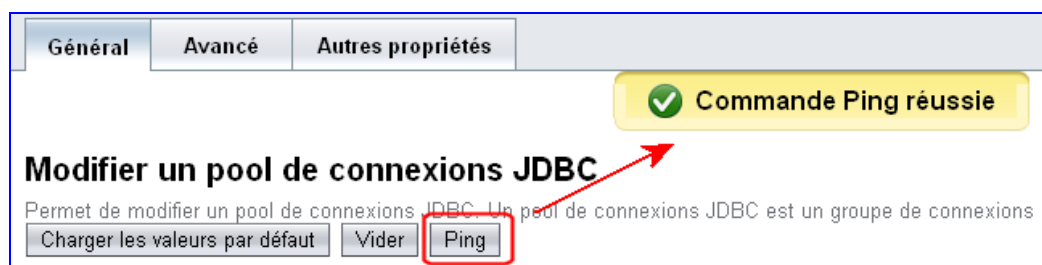 Général Avancé Autres propriétés
Commande Ping réussie
Modifier un pool de connexions JDBC
Permet de modifier un pool de connexions JDBC. Un pool de connexions JDBC est un groupe de connexions
Charger les valeurs par défaut Vider Ping